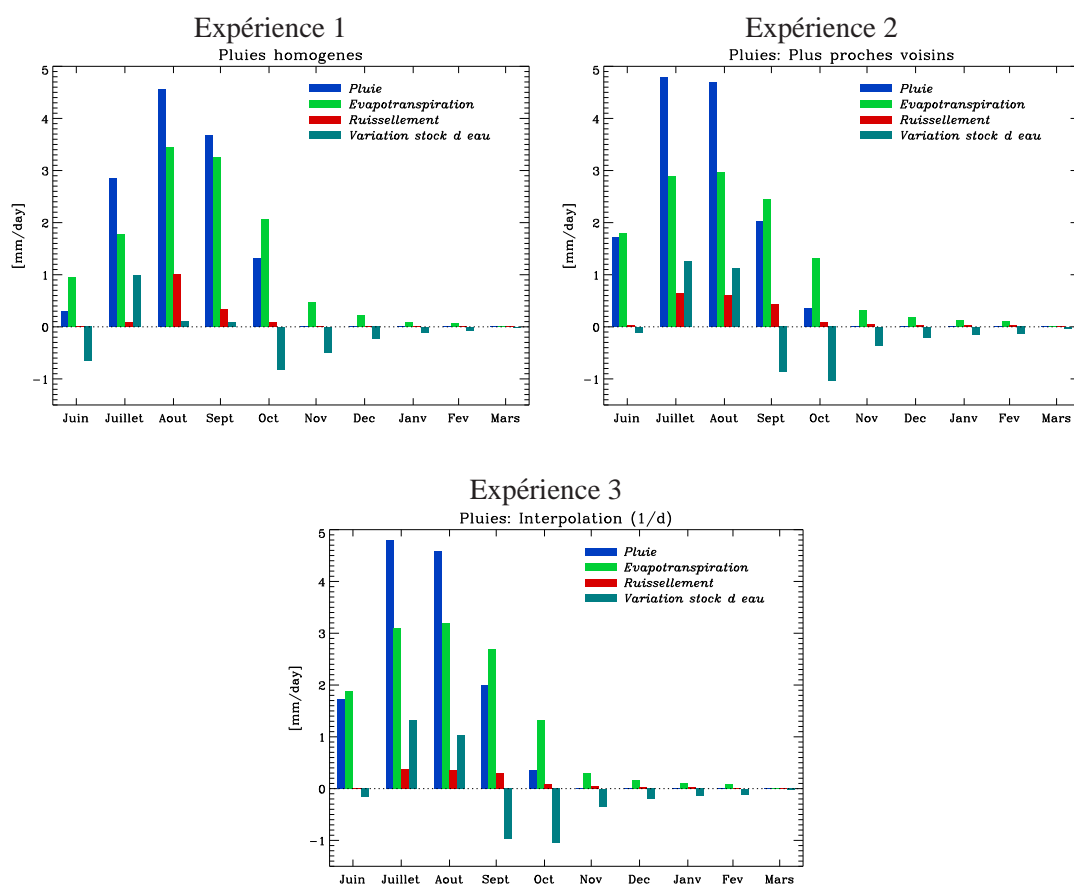 Expérience 1
Pluies homogenes
5
4
3
2
1
0
−1
[mm/day]
Pluie
Evapotranspiration
Ruissellement
Variation stock d eau
Juin Juillet Aout Sept Oct Nov Dec Janv Fev Mars
Expérience 2
Pluies: Plus proches voisins
5
4
3
2
1
0
−1
[mm/day]
Pluie
Evapotranspiration
Ruissellement
Variation stock d eau
Juin Juillet Aout Sept Oct Nov Dec Janv Fev Mars
Expérience 3
Pluies: Interpolation (1/d)
5
4
3
2
1
0
−1
[mm/day]
Pluie
Evapotranspiration
Ruissellement
Variation stock d eau
Juin Juillet Aout Sept Oct Nov Dec Janv Fev Mars